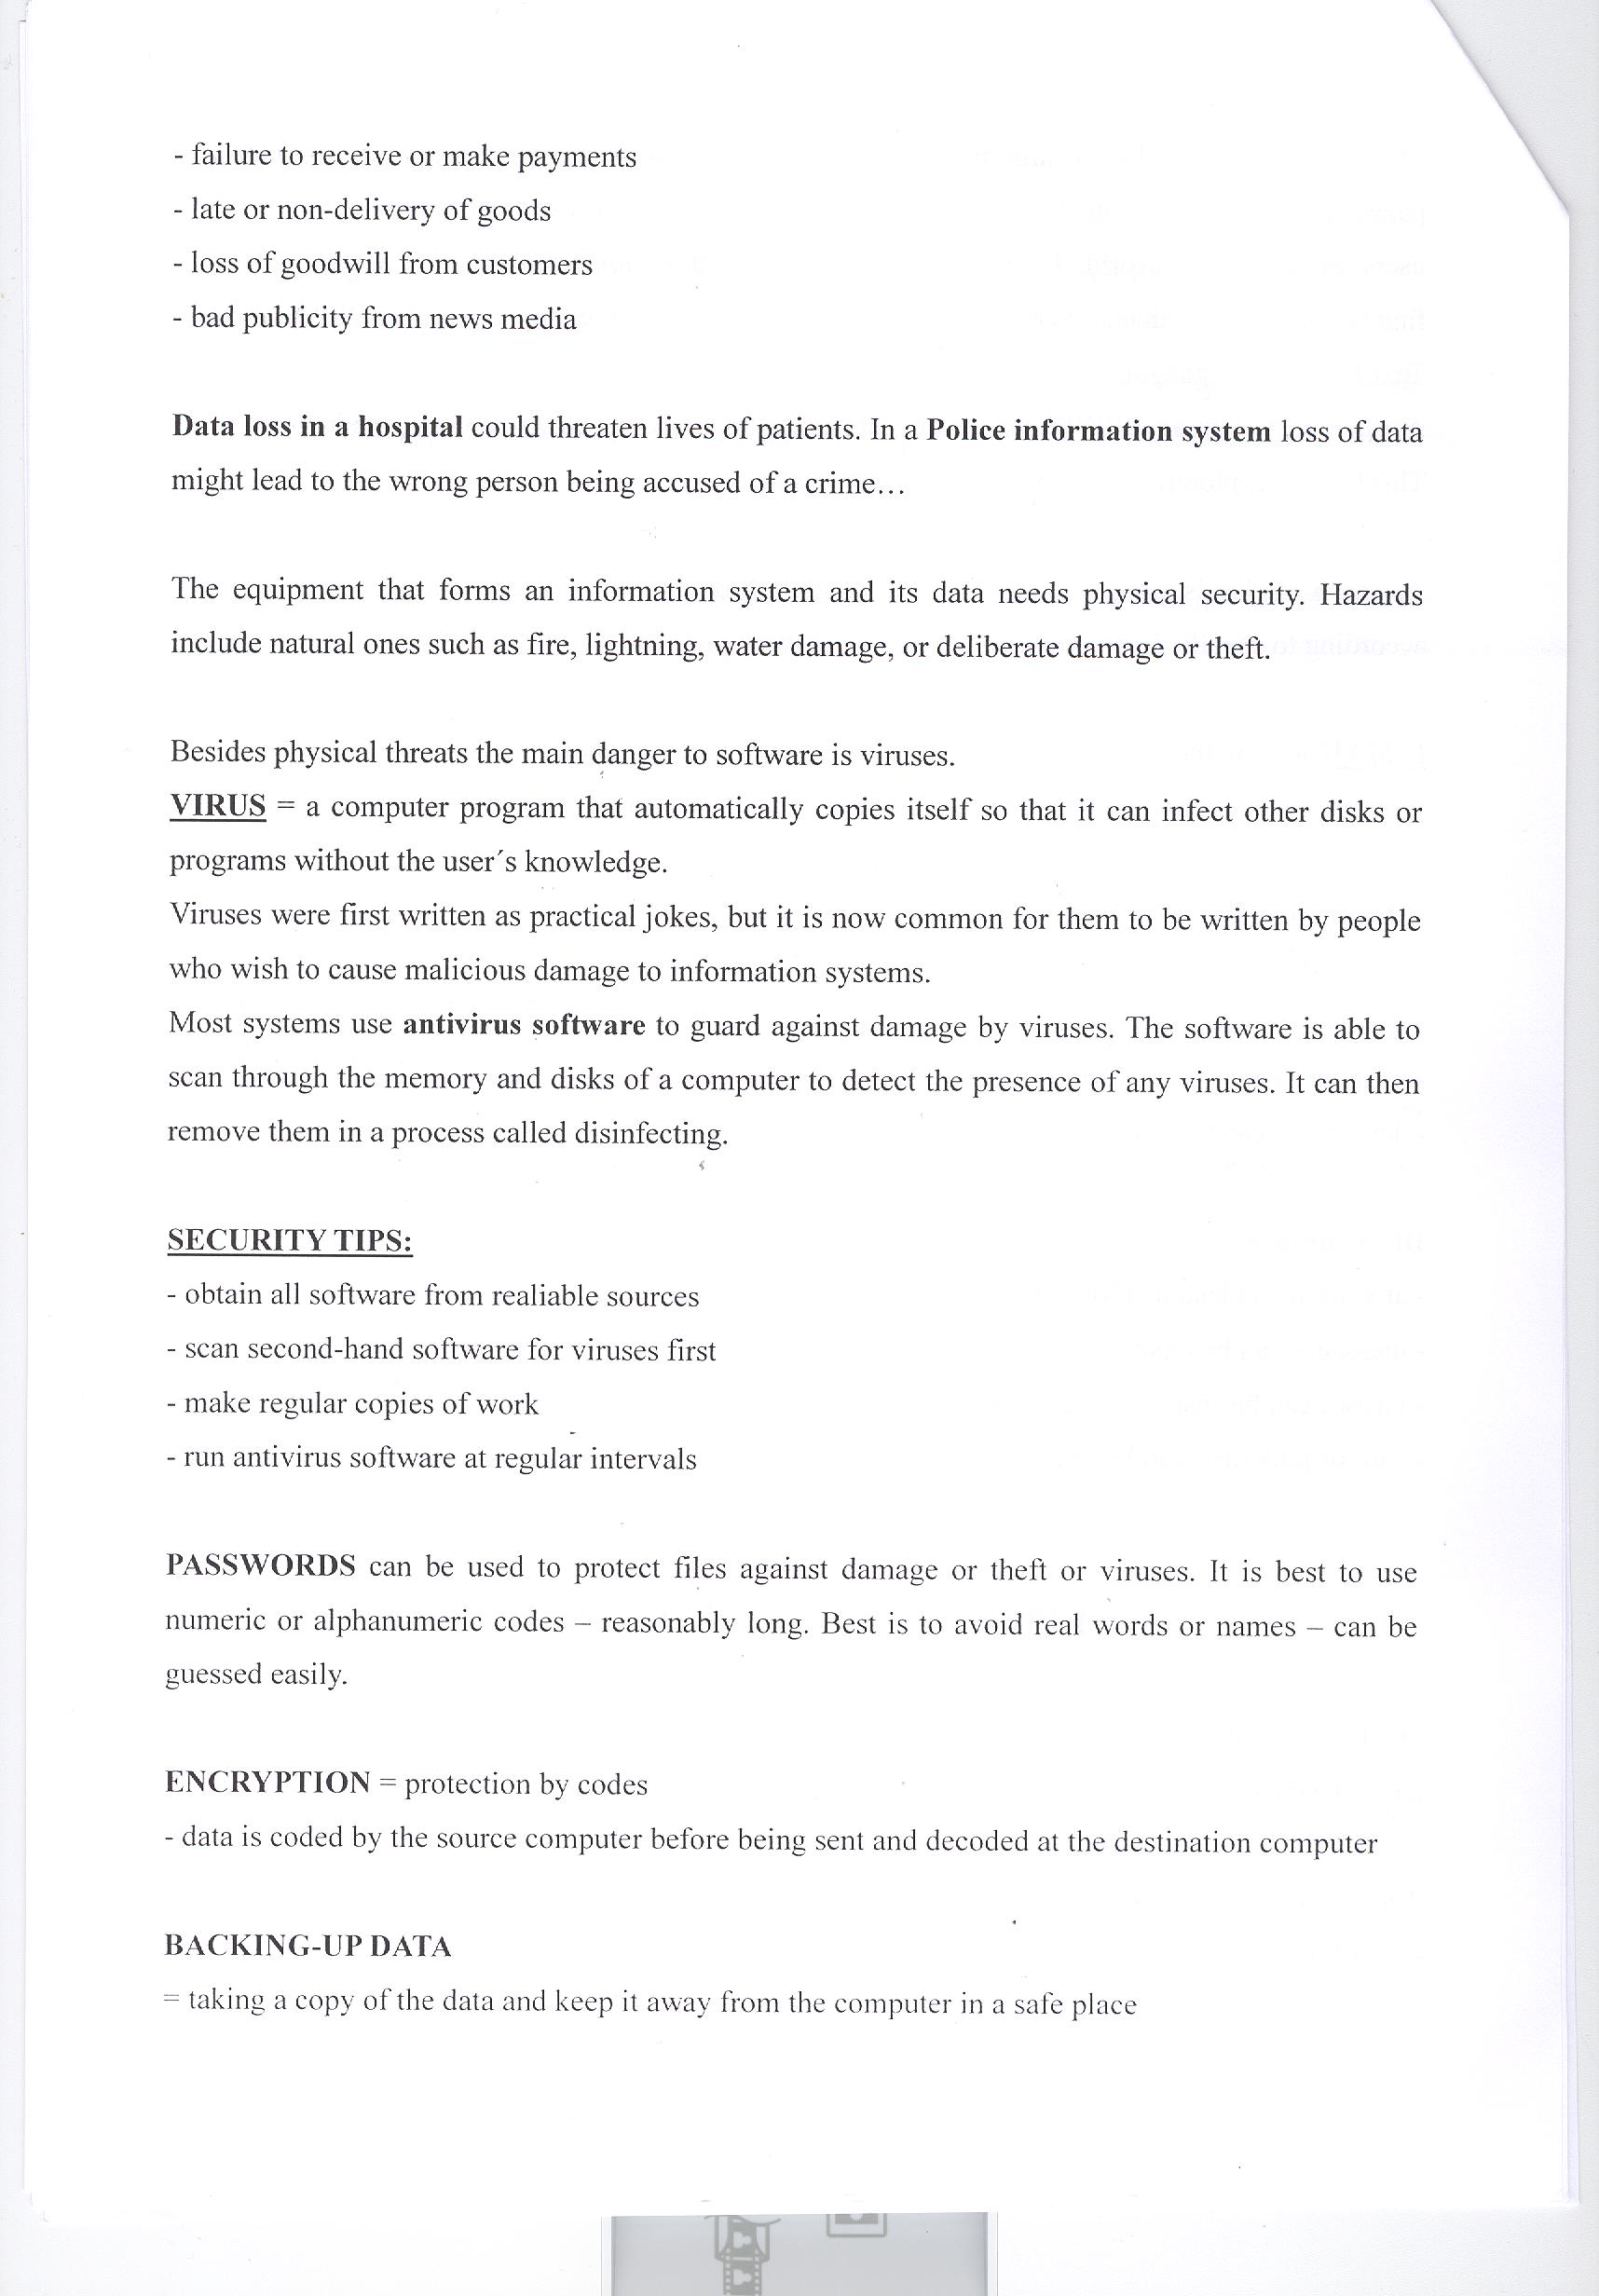 - failure to receive or make payments
- late or non-delivery of goods
- loss of goodwill from customers
- bad publicity from news media
Data loss in a hospital could threaten lives of patients. In a Police information system loss of data
might lead to the wrong person being accused of a crime…
The equipment that forms an information system and its data needs physical security. Hazards
include natural ones such as fire, lightning, water damage, or deliberate damage or theft.
Besides physical threats the main danger to software is viruses.
VIRUS = a computer program that automatically copies itself so that it can infect other disks or
programs without the user´s knowledge.
Viruses were first written as practical jokes, but it is now common for them to be written by people
who wish to cause malicious damage to information systems.
Most systems use antivirus software to guard against damage by viruses. The software is able to
scan through the memory and disks of a computer to detect the presence of any viruses. It can then
remove them in a process called disinfecting.
SECURITY TIPS:
- obtain all software from realiable sources
- scan second-hand software for viruses first
- make regular copies of work
- run antivirus software at regular intervals
PASSWORDS can be used to protect files against damage or theft or viruses. It is best to use
numeric or alphanumeric codes – reasonably long. Best is to avoid real words or names – can be
guessed easily.
ENCRYPTION = protection by codes
- data is coded by the source computer before being sent and decoded at the destination computer
BACKING-UP DATA
= taking a copy of the data and keep it away from the computer in a safe place